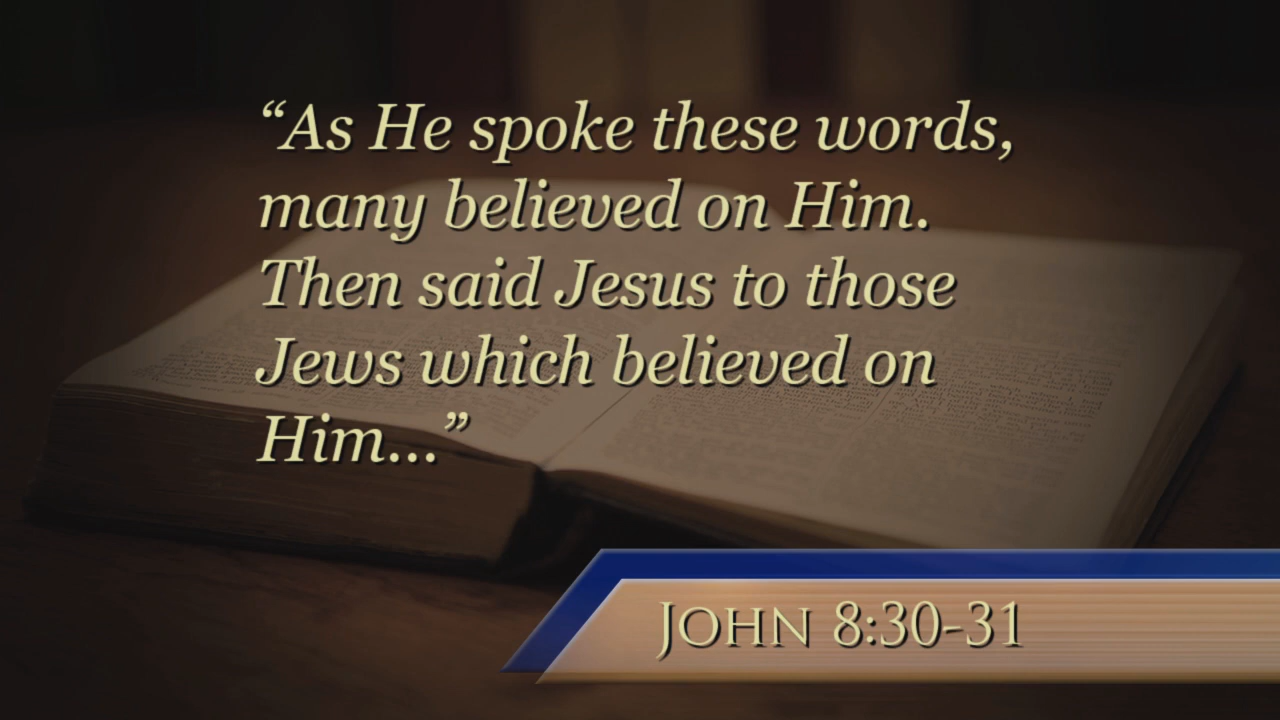 “As He spoke these words,
many believed on Him.
Then said Jesus to those
Jews which believed on
Him...”
John 8:30-31